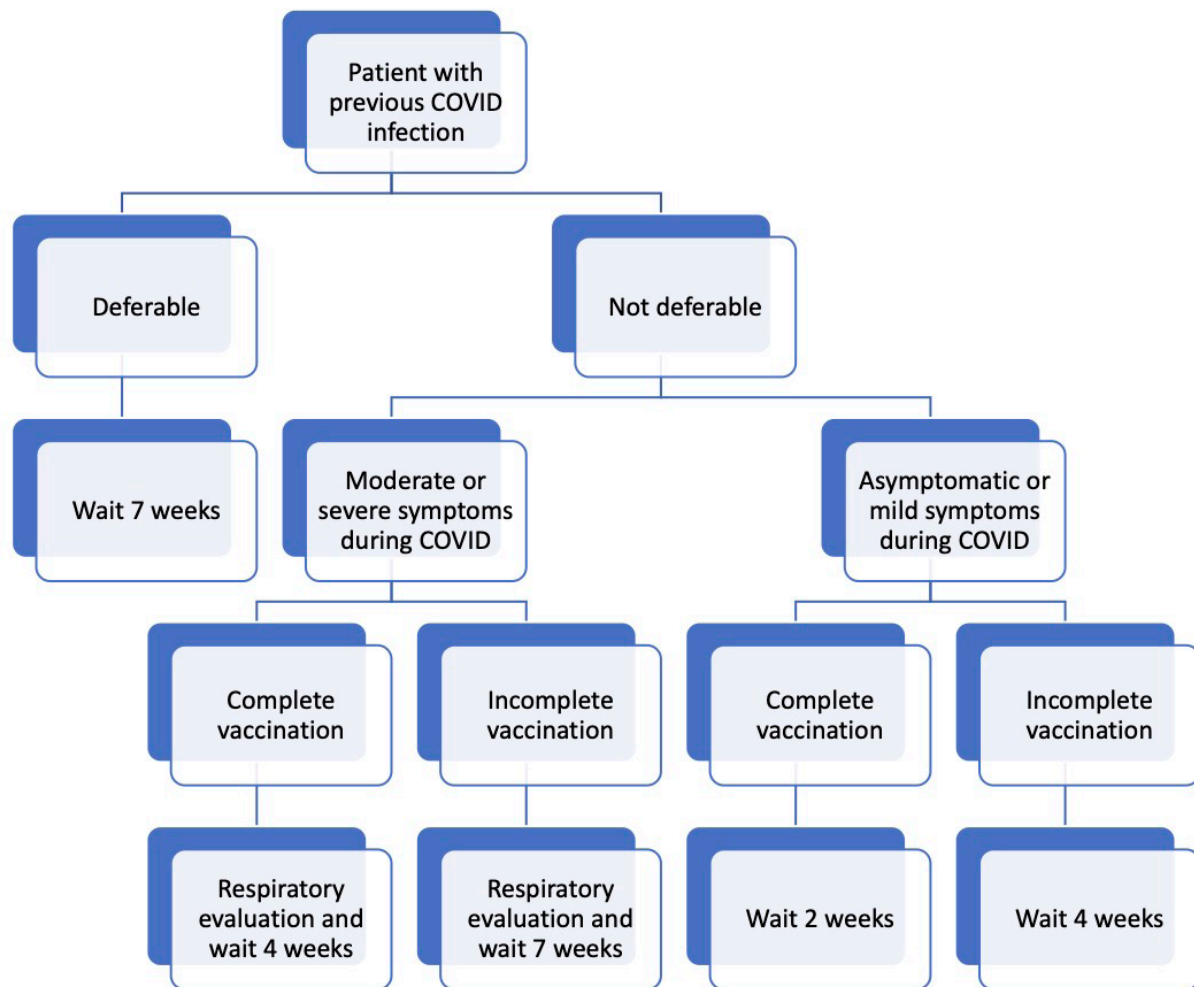 Patient with
previous COVID
infection
Deferable
Not deferable
Wait 7 weeks
Moderate or
severe symptoms
during COVID
Asymptomatic or
mild symptoms
during COVID
Complete
vaccination
Incomplete
vaccination
Complete
vaccination
Incomplete
vaccination
Respiratory
evaluation and
wait 4 weeks
Respiratory
evaluation and
wait 7 weeks
Wait 2 weeks
Wait 4 weeks